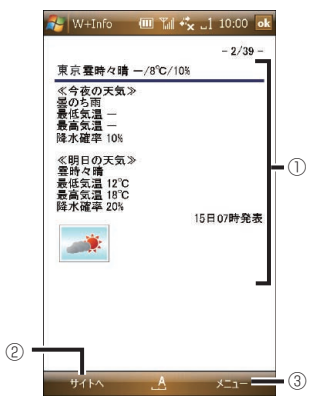 W+Info 10:00 ok
- 2/39 -
東京 曇時々晴 ー/8℃/10%
≪今夜の天気≫
曇のち雨
最低気温 ー
最高気温 ー
降水確率 10%
≪明日の天気≫
曇時々晴
最低気温 12℃
最高気温 18℃
降水確率 20%
15日07時発表
①
②
サイトへ A メニュー
③